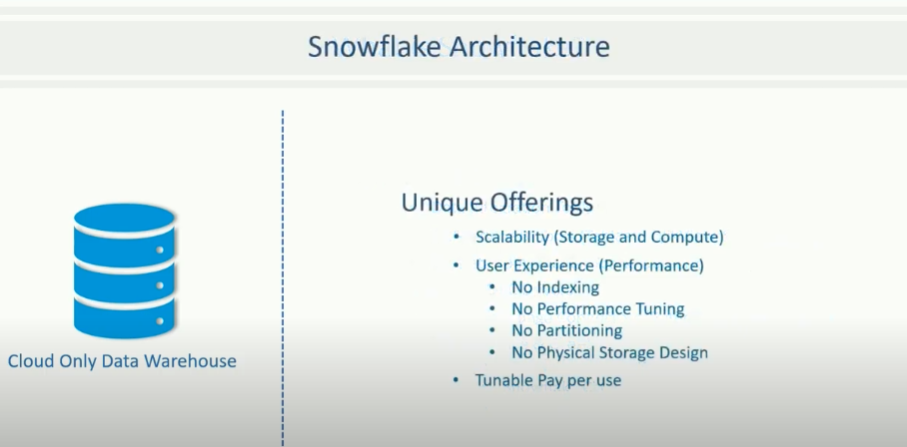 Snowflake Architecture
Unique Offerings
• Scalability (Storage and Compute)
• User Experience (Performance)
• No Indexing
• No Performance Tuning
• No Partitioning
• No Physical Storage Design
• Tunable Pay per use
Cloud Only Data Warehouse